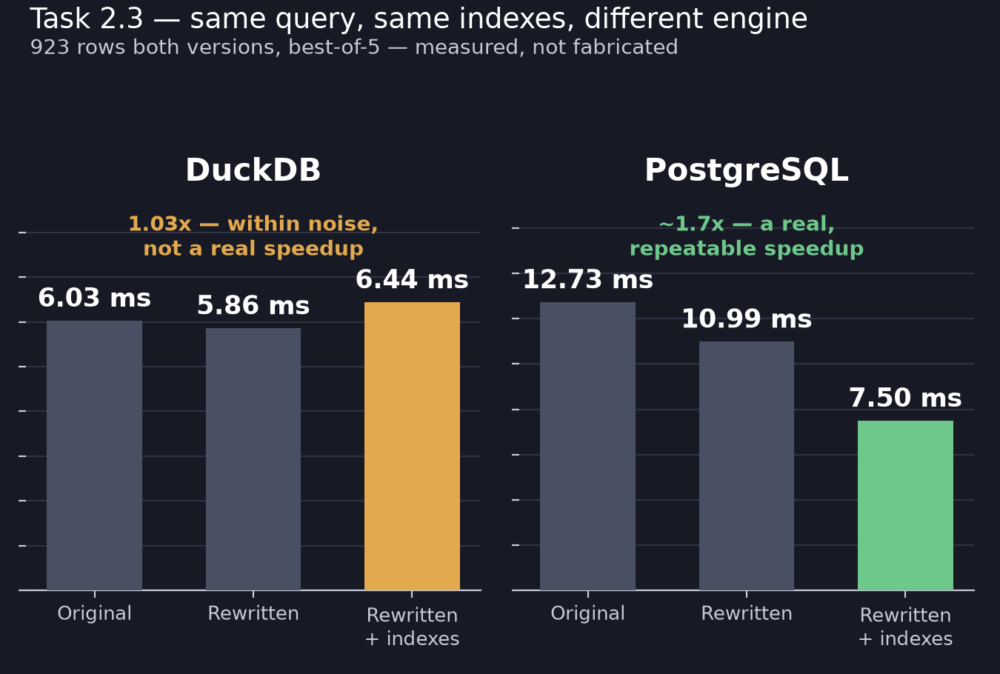 Task 2.3 — same query, same indexes, different engine
923 rows both versions, best-of-5 — measured, not fabricated
DuckDB
1.03x — within noise,
not a real speedup
6.03 ms
5.86 ms
6.44 ms
Original
Rewritten
Rewritten
+ indexes
PostgreSQL
~1.7x — a real,
repeatable speedup
12.73 ms
10.99 ms
7.50 ms
Original
Rewritten
Rewritten
+ indexes